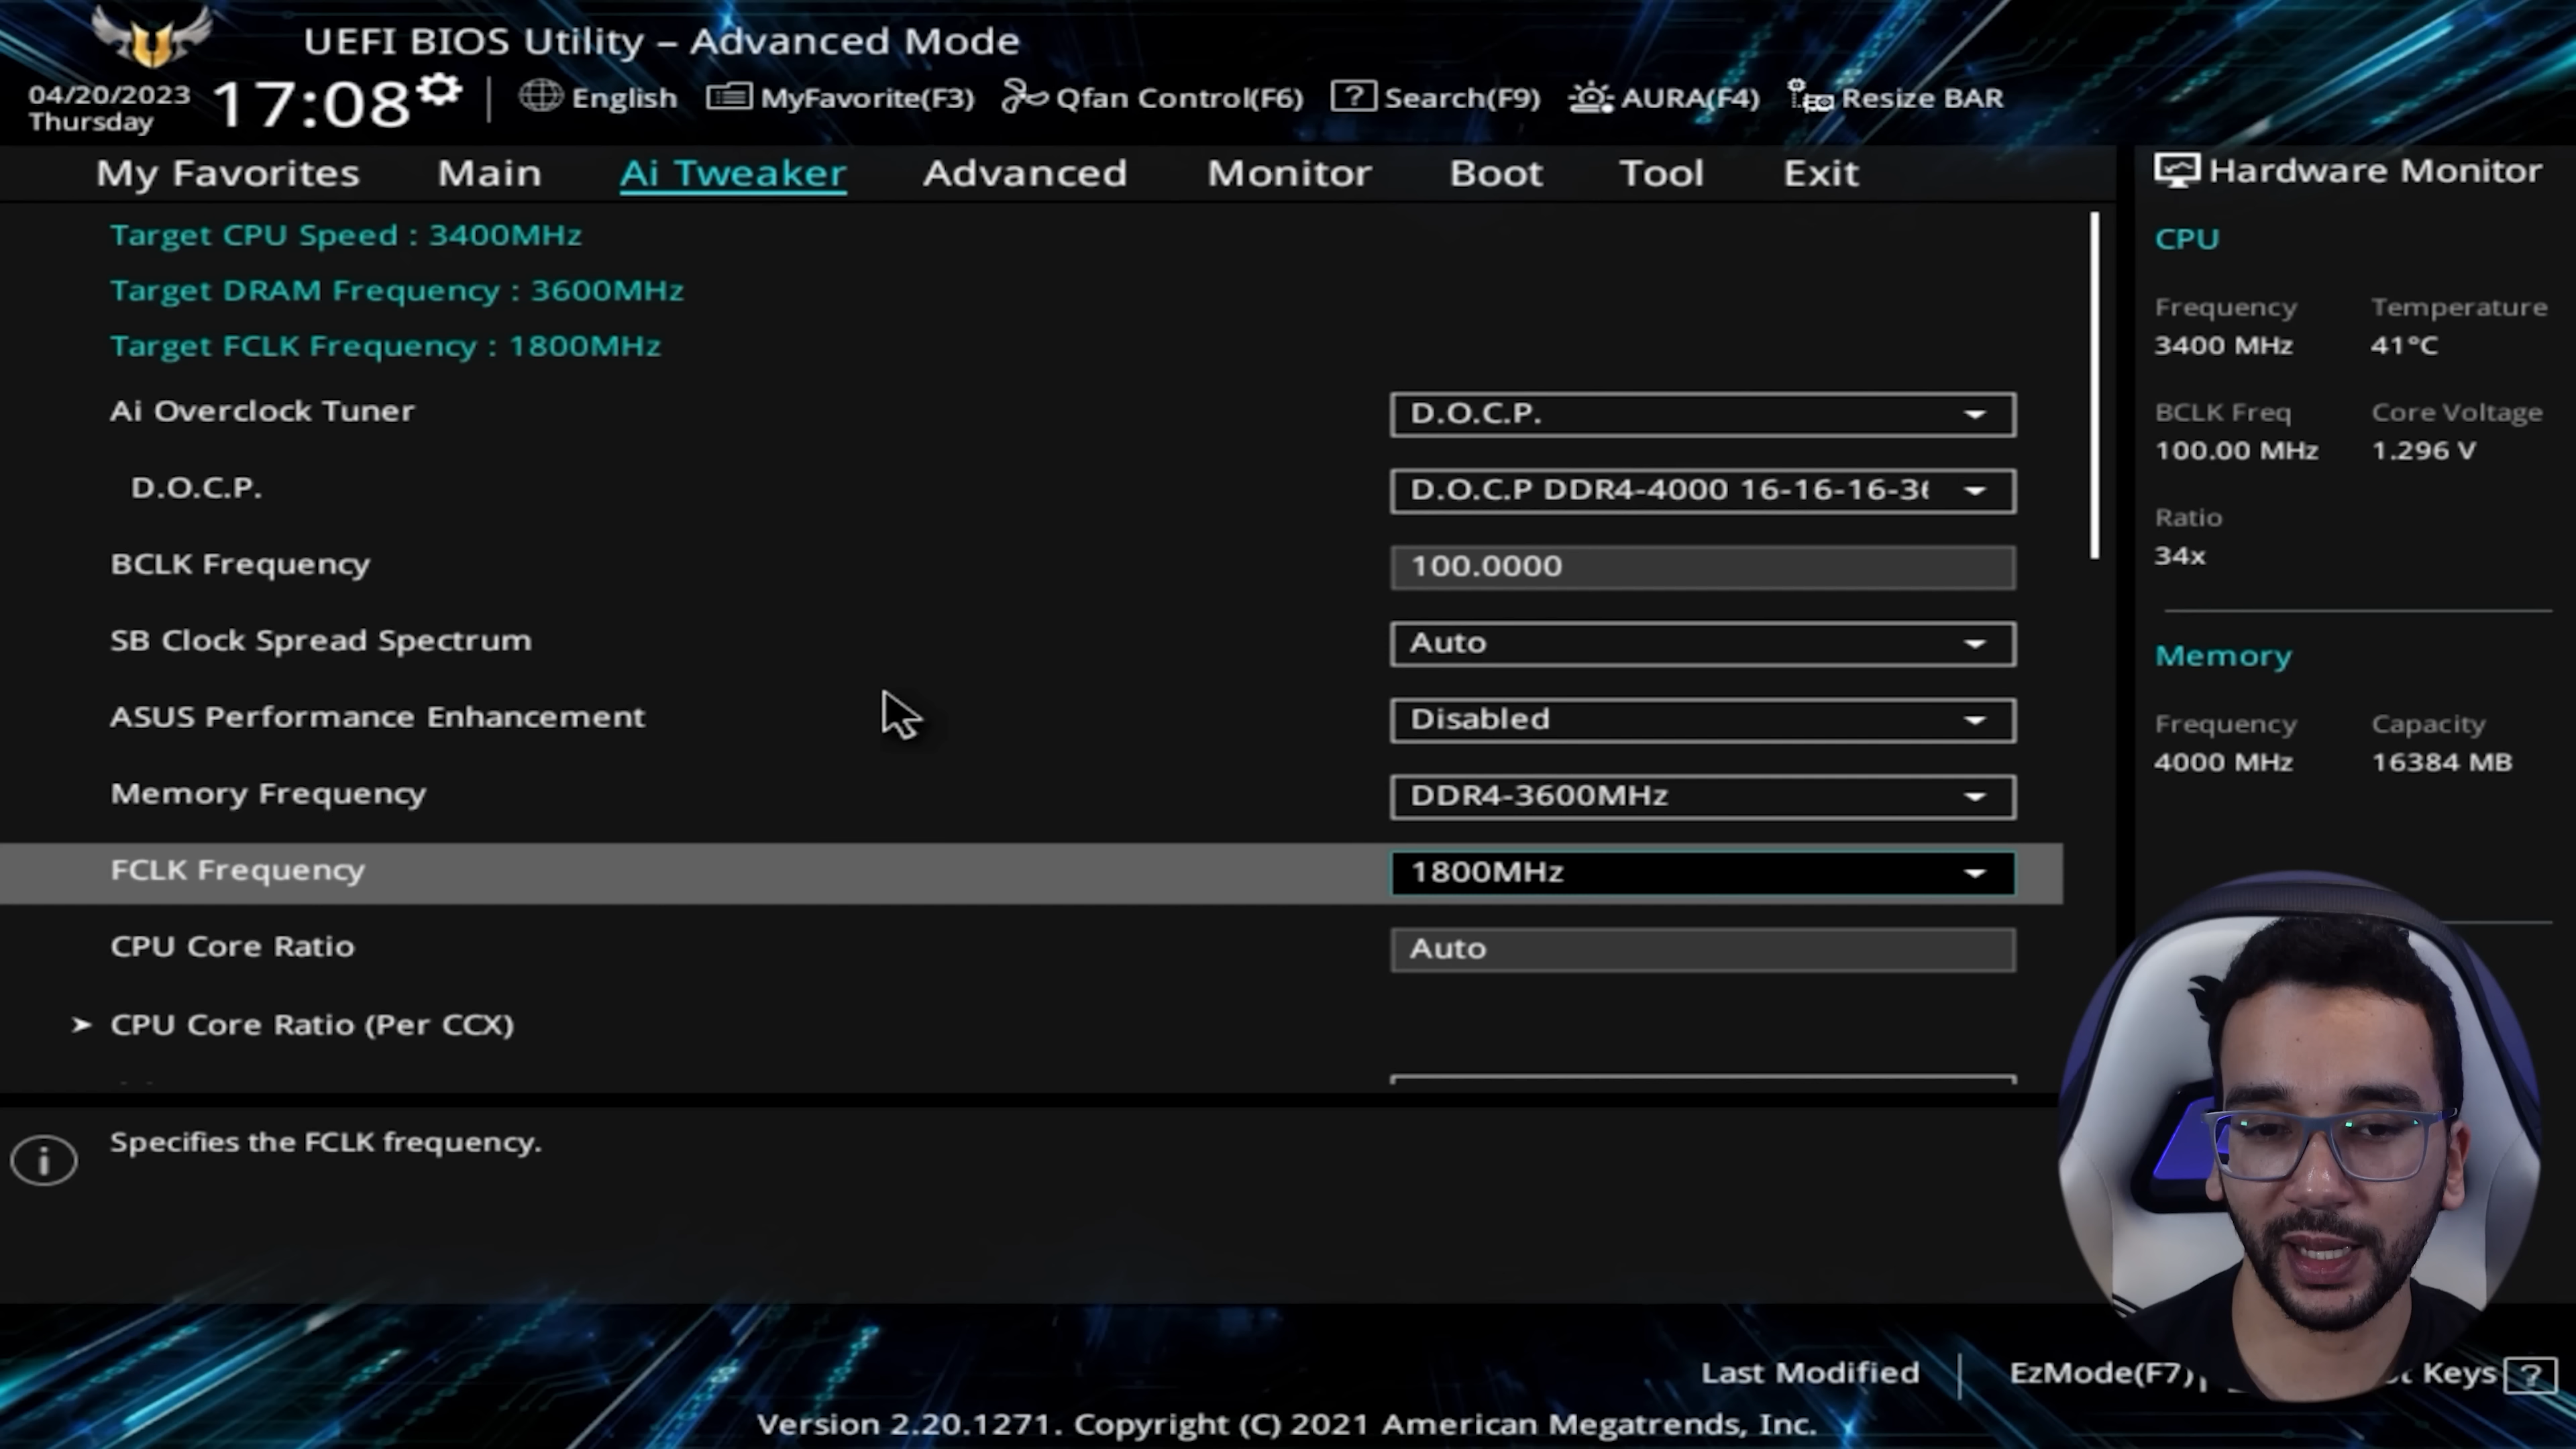 UEFI BIOS Utility – Advanced Mode
04/20/2023
Thursday
17:08
English
MyFavorite(F3)
Qfan Control(F6)
Search(F9)
AURA(F4)
Resize BAR
My Favorites
Main
Ai Tweaker
Advanced
Monitor
Boot
Tool
Exit
Hardware Monitor
Target CPU Speed : 3400MHz
Target DRAM Frequency : 3600MHz
Target FCLK Frequency : 1800MHz
Ai Overclock Tuner
D.O.C.P.
D.O.C.P.
D.O.C.P DDR4-4000 16-16-16-3
BCLK Frequency
100.0000
SB Clock Spread Spectrum
Auto
ASUS Performance Enhancement
Disabled
Memory Frequency
DDR4-3600MHz
FCLK Frequency
1800MHz
CPU Core Ratio
Auto
CPU Core Ratio (Per CCX)
CPU
Frequency
Temperature
3400 MHz
41°C
BCLK Freq
Core Voltage
100.00 MHz
1.296 V
Ratio
34x
Memory
Frequency
Capacity
4000 MHz
16384 MB
Specifies the FCLK frequency.
Last Modified
EzMode(F7)
Keys ?
Version 2.20.1271. Copyright (C) 2021 American Megatrends, Inc.